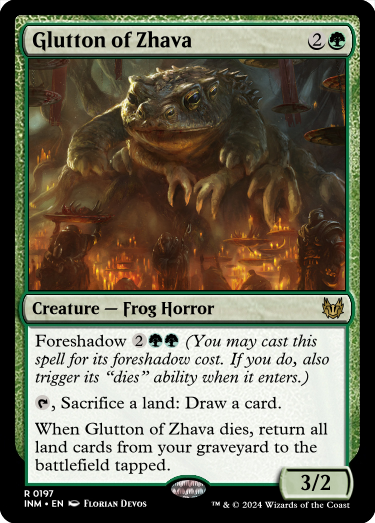 Glutton of Zhava 2
Creature — Frog Horror
Foreshadow 2 (You may cast this
spell for its foreshadow cost. If you do, also
trigger its “dies” ability when it enters.)
, Sacrifice a land: Draw a card.
When Glutton of Zhava dies, return all
land cards from your graveyard to the
battlefield tapped.
3/2
R 0197
INM • EN Florian Devos
™ & © 2024 Wizards of the Coast